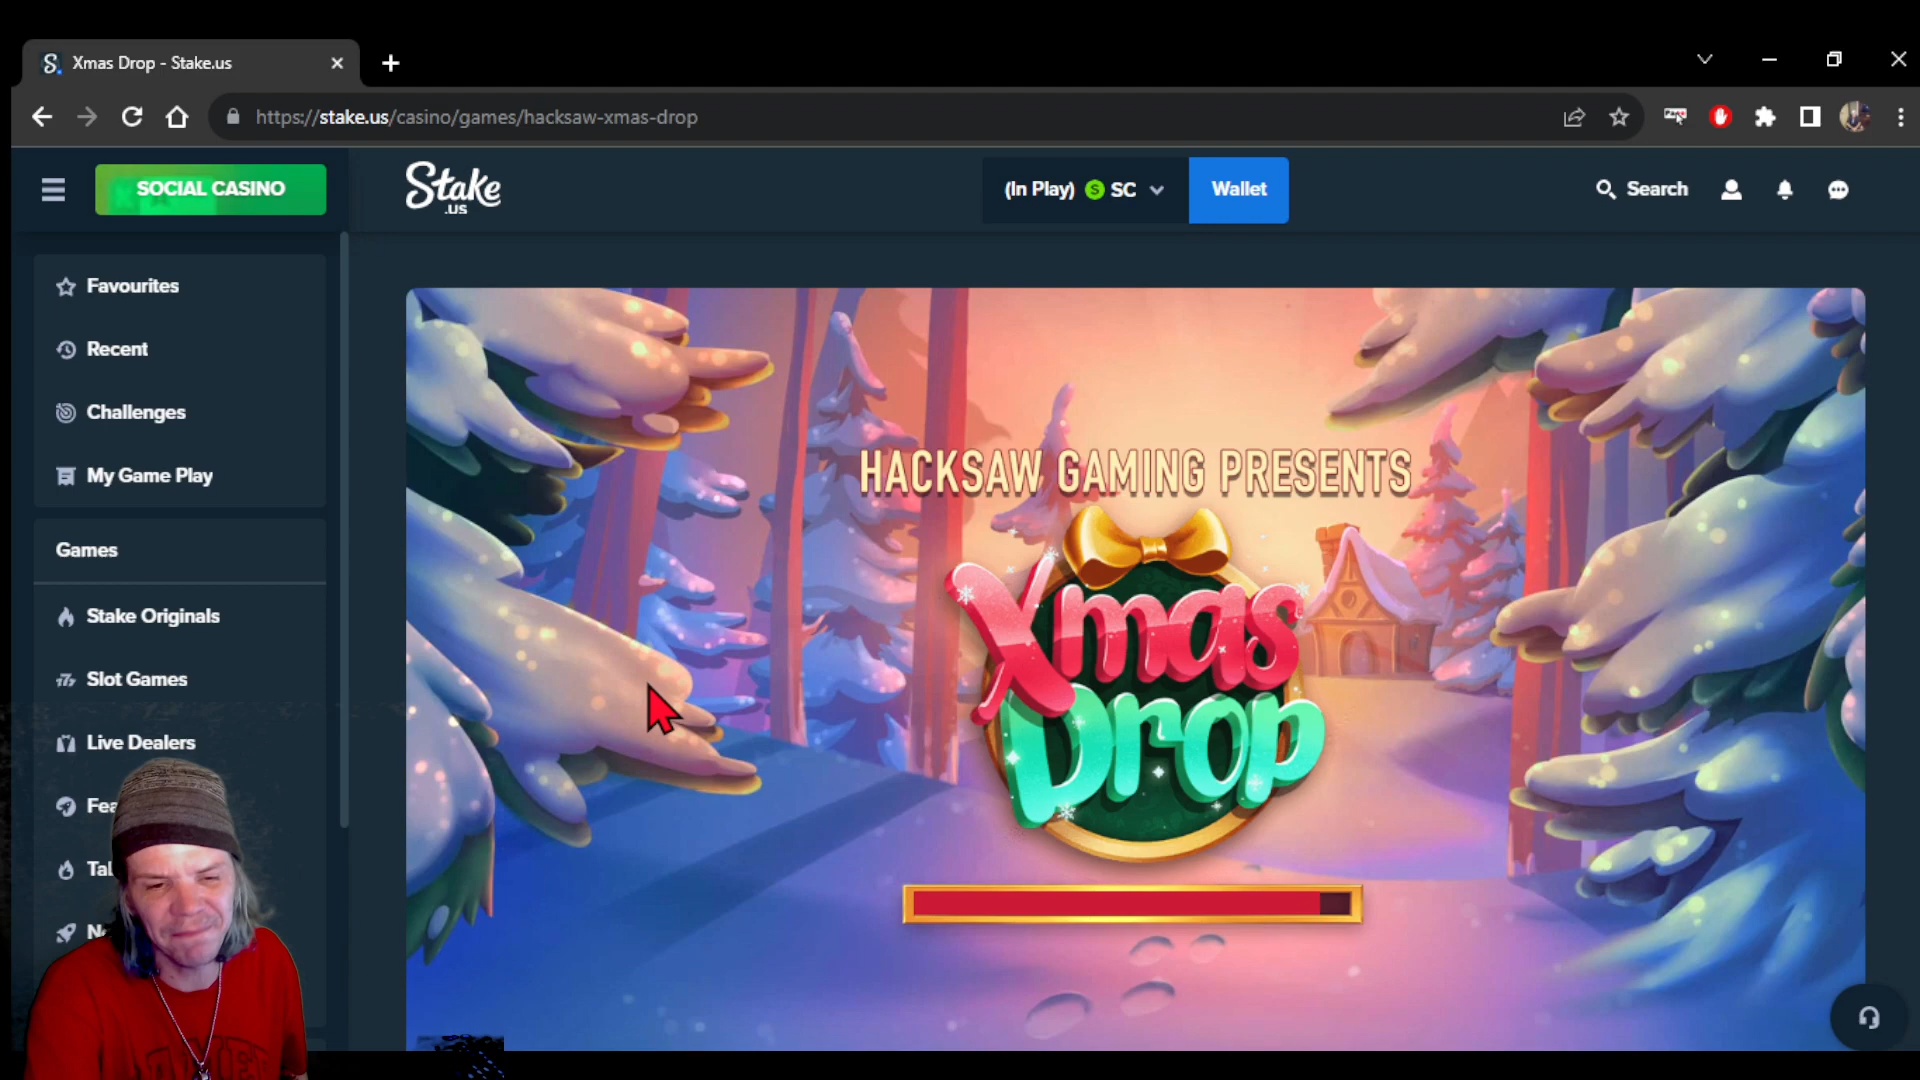 Xmas Drop - Stake.us
https://stake.us/casino/games/hacksaw-xmas-drop
SOCIAL CASINO
Stake
.US
(In Play) S SC
Wallet
Search
Favourites
Recent
Challenges
My Game Play
Games
Stake Originals
Slot Games
Live Dealers
Fea
Tal
HACKSAW GAMING PRESENTS
Xmas
Drop